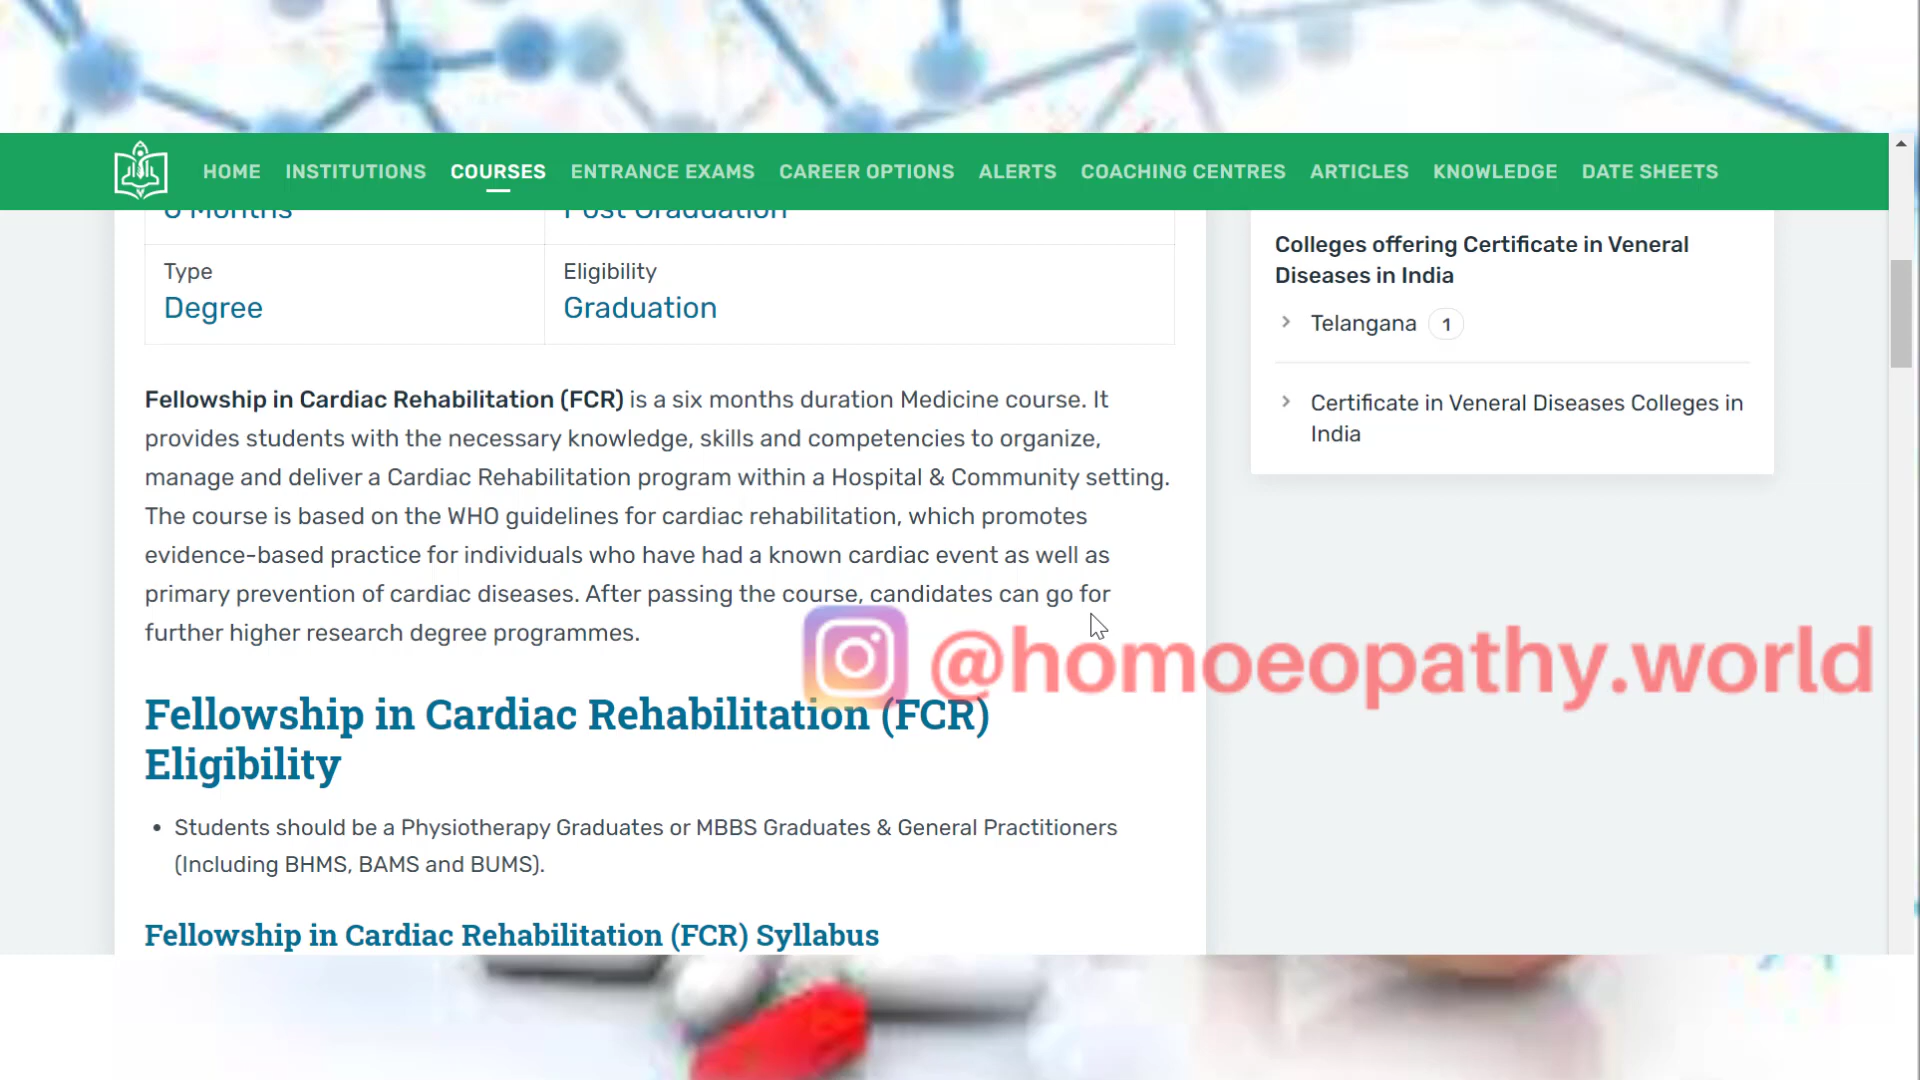 HOME INSTITUTIONS COURSES ENTRANCE EXAMS CAREER OPTIONS ALERTS COACHING CENTRES ARTICLES KNOWLEDGE DATE SHEETS
6 Months Post Graduation
Type Eligibility
Degree Graduation
Fellowship in Cardiac Rehabilitation (FCR) is a six months duration Medicine course. It
provides students with the necessary knowledge, skills and competencies to organize,
manage and deliver a Cardiac Rehabilitation program within a Hospital & Community setting.
The course is based on the WHO guidelines for cardiac rehabilitation, which promotes
evidence-based practice for individuals who have had a known cardiac event as well as
primary prevention of cardiac diseases. After passing the course, candidates can go for
further higher research degree programmes.
Fellowship in Cardiac Rehabilitation (FCR)
Eligibility
• Students should be a Physiotherapy Graduates or MBBS Graduates & General Practitioners
(Including BHMS, BAMS and BUMS).
Fellowship in Cardiac Rehabilitation (FCR) Syllabus
Colleges offering Certificate in Veneral
Diseases in India
Telangana 1
Certificate in Veneral Diseases Colleges in
India
@homoeopathy.world